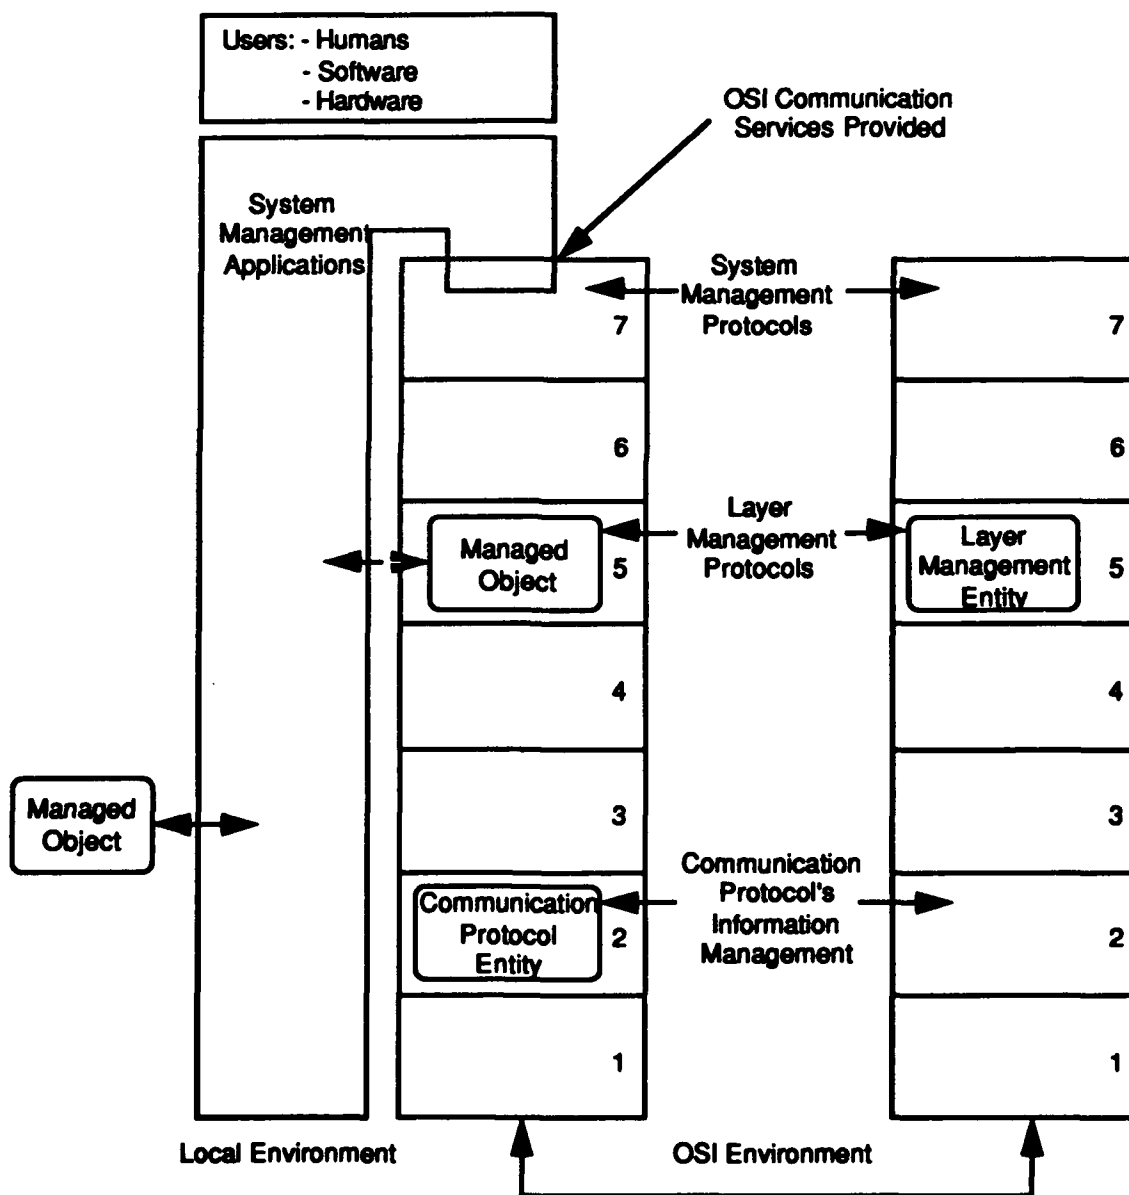 Users: - Humans
- Software
- Hardware
OSI Communication
Services Provided
System
Management
Applications
System
Management
Protocols
7
7
6
6
Managed
Object
5
Layer
Management
Protocols
Layer
Management
Entity
5
4
4
Managed
Object
3
3
Communication
Protocol
Entity
2
Communication
Protocol's
Information
Management
2
1
1
Local Environment
OSI Environment